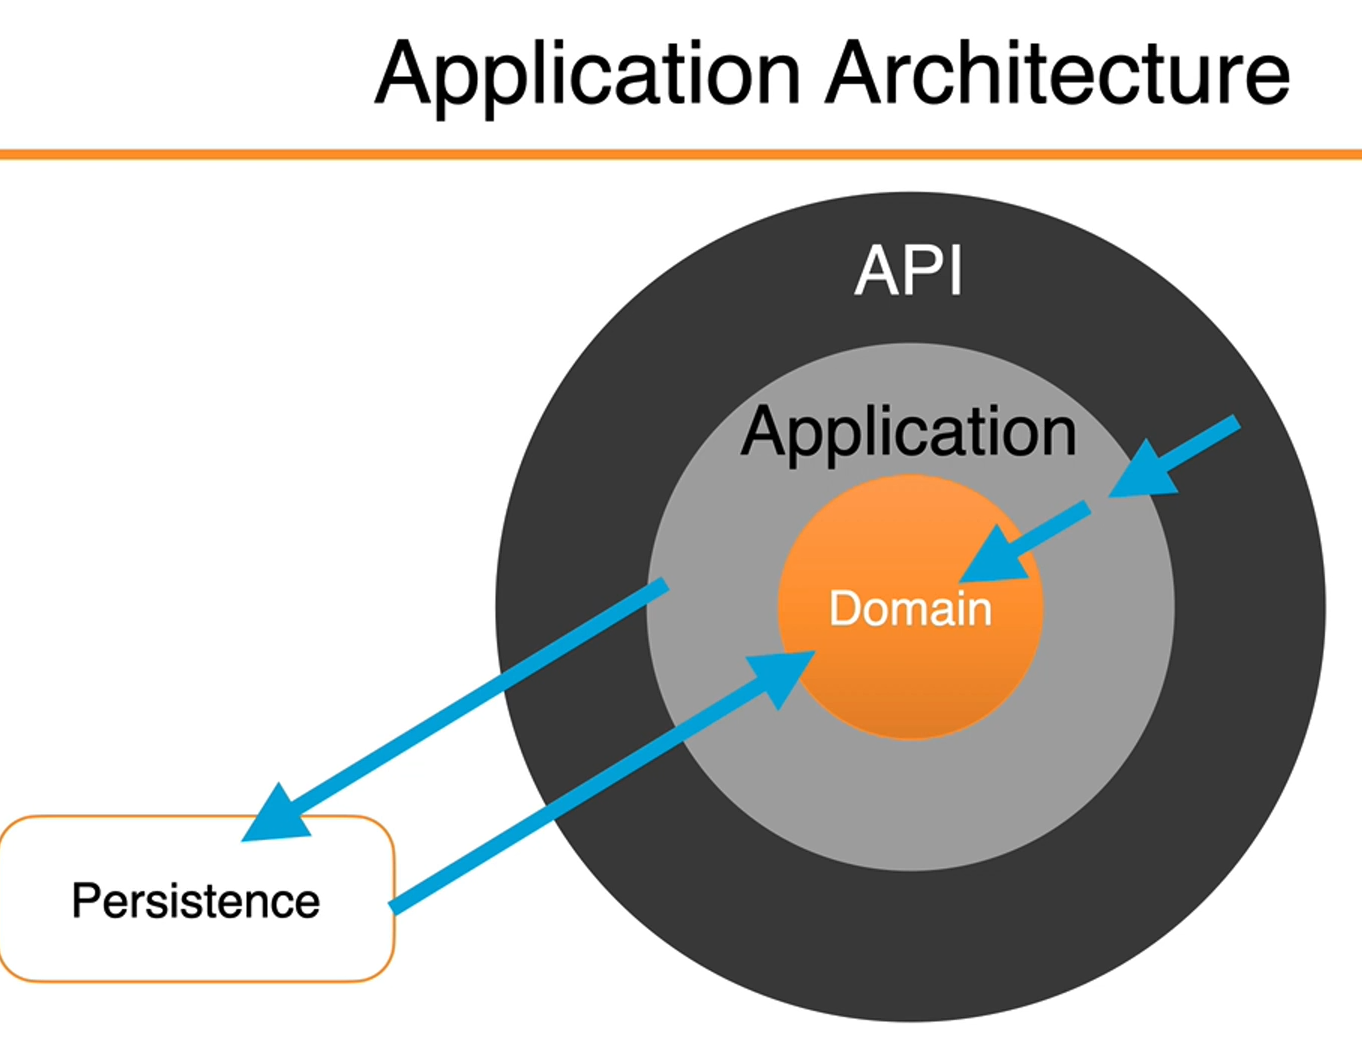 Application Architecture
API
Application
Domain
Persistence